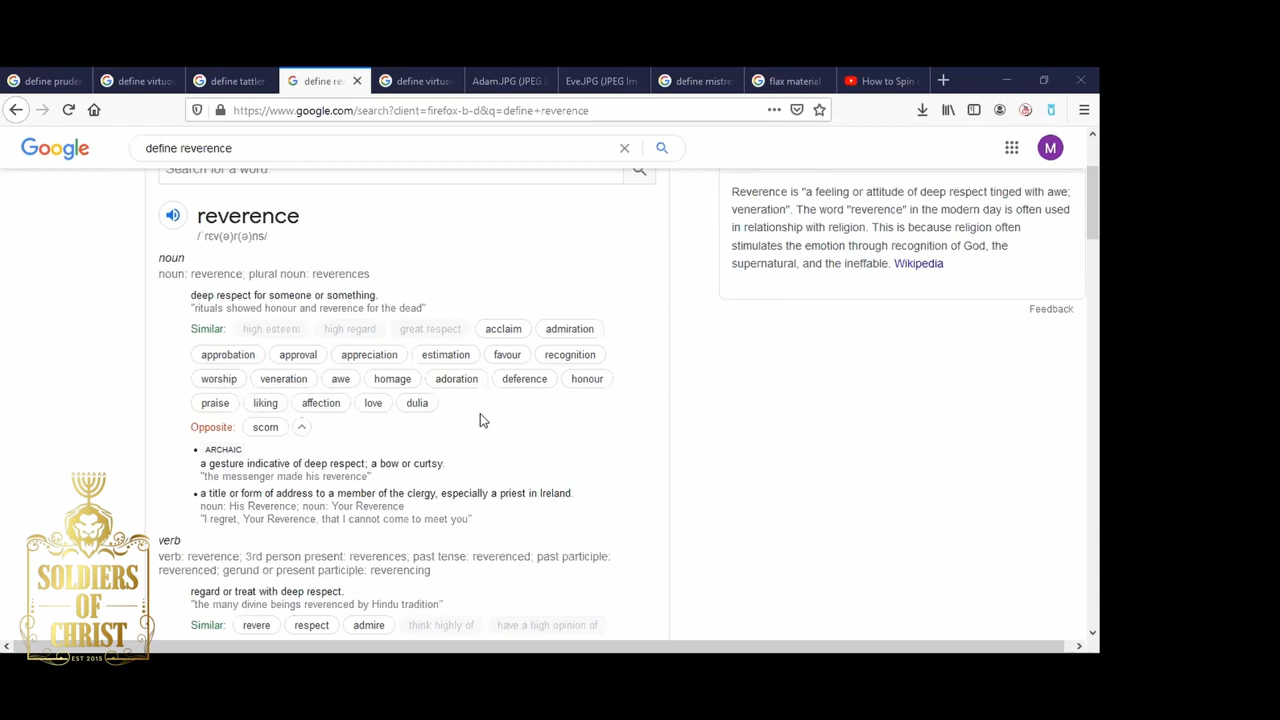 define prude
define virtuo
define tattler
define re
define virtuo
Adam.JPG (JPEG I
EveJPG (JPEG Im
define mistre
flax material
How to Spin
https://www.google.com/search?client=firefox-b-d&q=define+reverence
Google
define reverence
M
Search for a word
reverence
/ˈrɛv(ə)r(ə)ns/
noun
noun: reverence; plural noun: reverences
deep respect for someone or something.
"rituals showed honour and reverence for the dead"
Similar: high esteem high regard great respect acclaim admiration
approbation approval appreciation estimation favour recognition
worship veneration awe homage adoration deference honour
praise liking affection love dulia
Opposite: scorn
• ARCHAIC
a gesture indicative of deep respect; a bow or curtsy.
"the messenger made his reverence"
• a title or form of address to a member of the clergy, especially a priest in Ireland.
noun: His Reverence; noun: Your Reverence
"I regret, Your Reverence, that I cannot come to meet you"
verb
verb: reverence; 3rd person present: reverences; past tense: reverenced; past participle:
reverenced; gerund or present participle: reverencing
regard or treat with deep respect.
"the many divine beings reverenced by Hindu tradition"
Similar: revere respect admire think highly of have a high opinion of
Reverence is "a feeling or attitude of deep respect tinged with awe;
veneration". The word "reverence" in the modern day is often used
in relationship with religion. This is because religion often
stimulates the emotion through recognition of God, the
supernatural, and the ineffable. Wikipedia
Feedback
SOLDIERS
OF
CHRIST
EST 2015